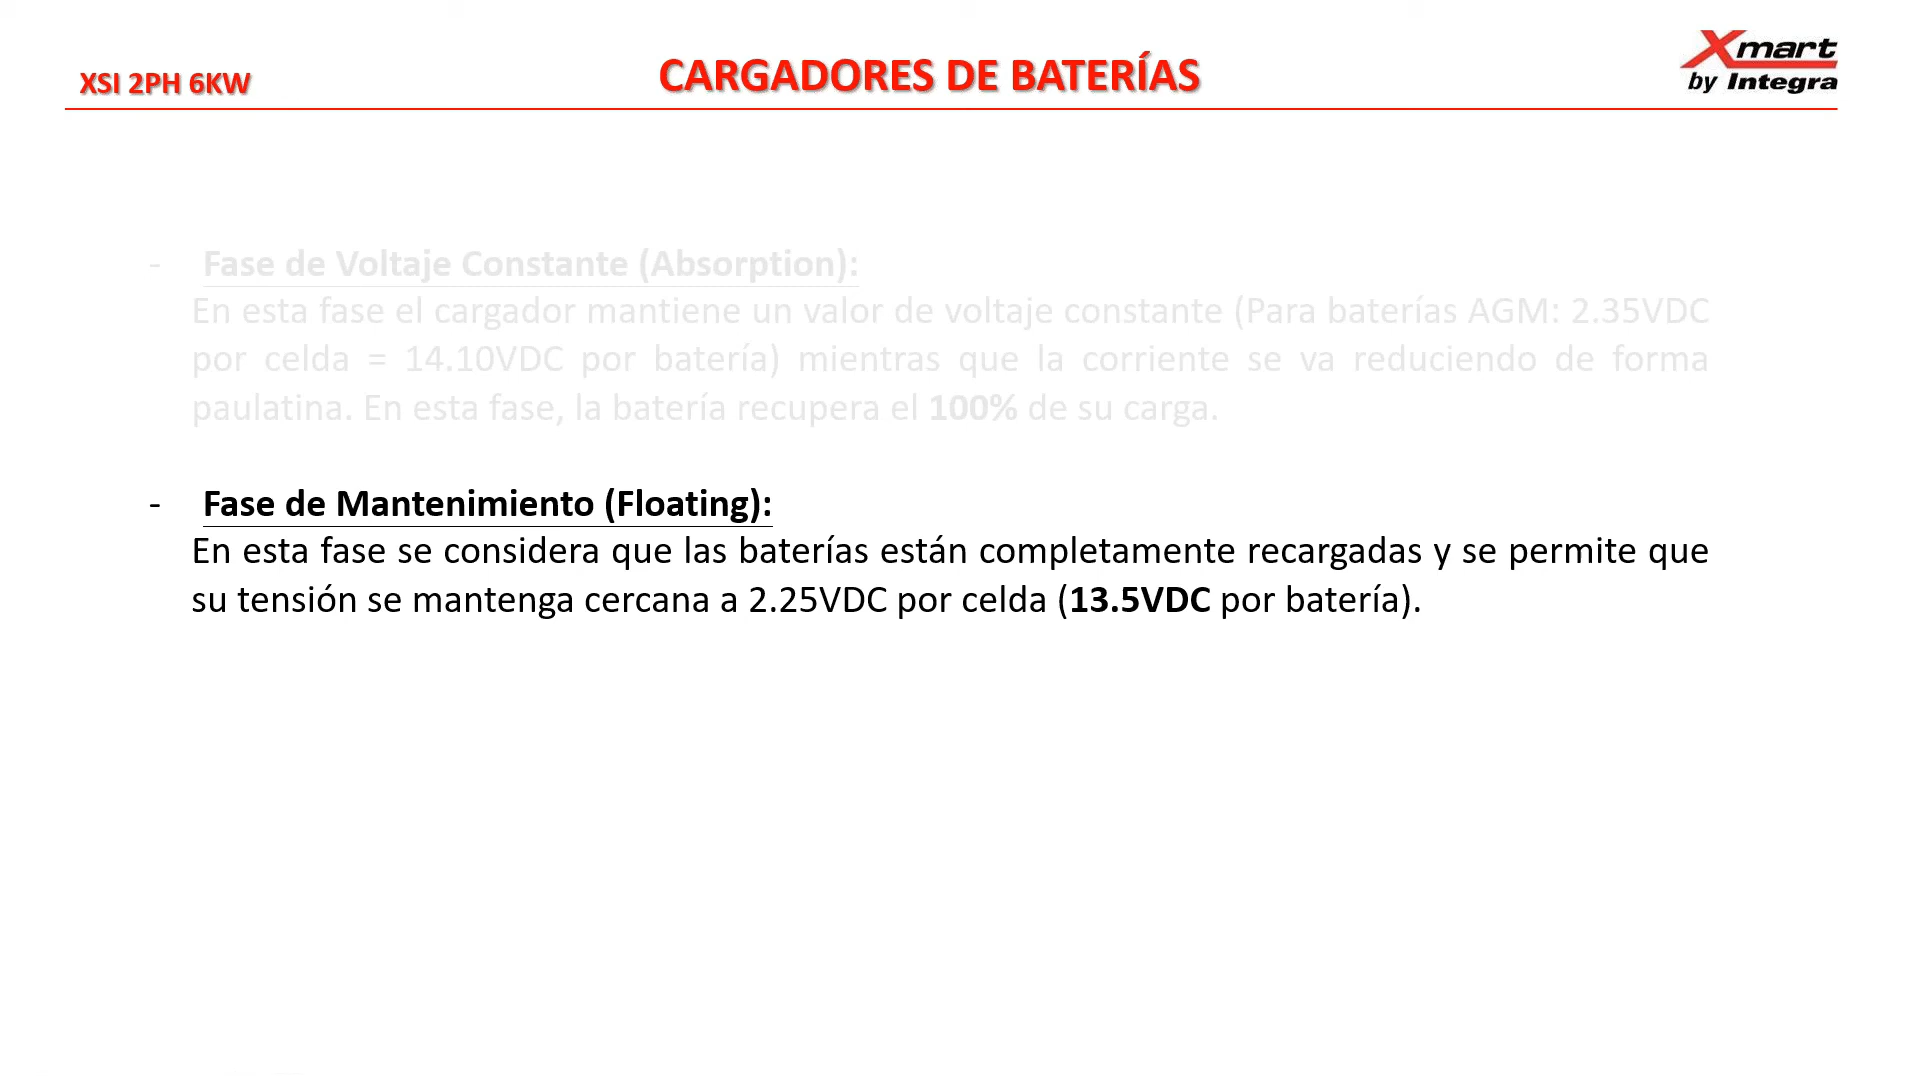 XSI 2PH 6KW
CARGADORES DE BATERÍAS
Xmart
by Integra
- Fase de Voltaje Constante (Absorption):
En esta fase el cargador mantiene un valor de voltaje constante (Para baterías AGM: 2.35VDC
por celda = 14.10VDC por batería) mientras que la corriente se va reduciendo de forma
paulatina. En esta fase, la batería recupera el 100% de su carga.
- Fase de Mantenimiento (Floating):
En esta fase se considera que las baterías están completamente recargadas y se permite que
su tensión se mantenga cercana a 2.25VDC por celda (13.5VDC por batería).